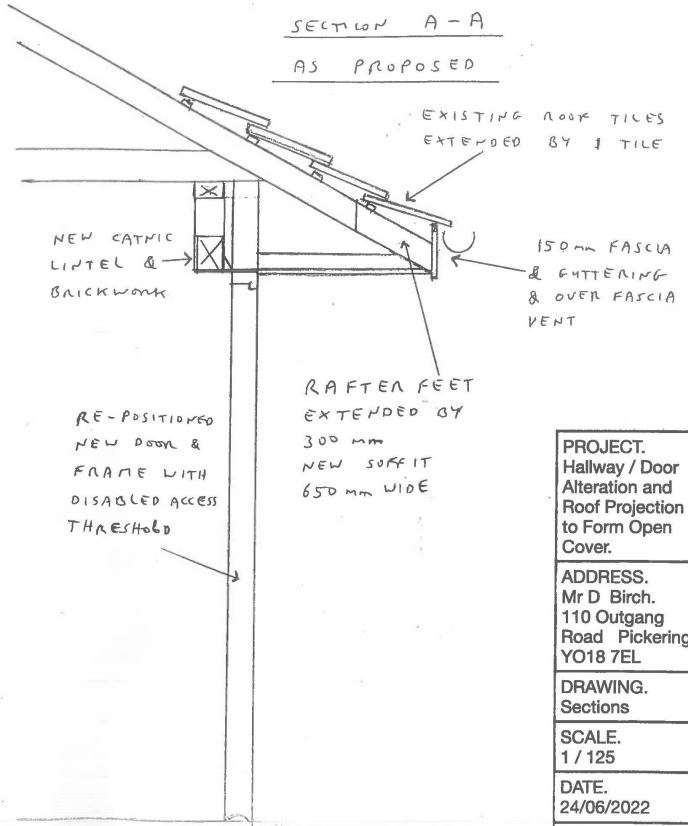 SECTION A-A
AS PROPOSED
EXISTING ROOF TILES
EXTENDED BY 1 TILE
NEW CATNIC
LINTEL &
BRICKWORK
150mm FASCIA
& GUTTERING
& OVER FASCIA
VENT
RAFTER FEET
EXTENDED BY
300 mm
NEW SOFFIT
650 mm WIDE
RE-POSITIONED
NEW DOOR &
FRAME WITH
DISABLED ACCESS
THRESHOLD
PROJECT.
Hallway / Door
Alteration and
Roof Projection
to Form Open
Cover.
ADDRESS.
Mr D Birch.
110 Outgang
Road Pickering
YO18 7EL
DRAWING.
Sections
SCALE.
1 / 125
DATE.
24/06/2022